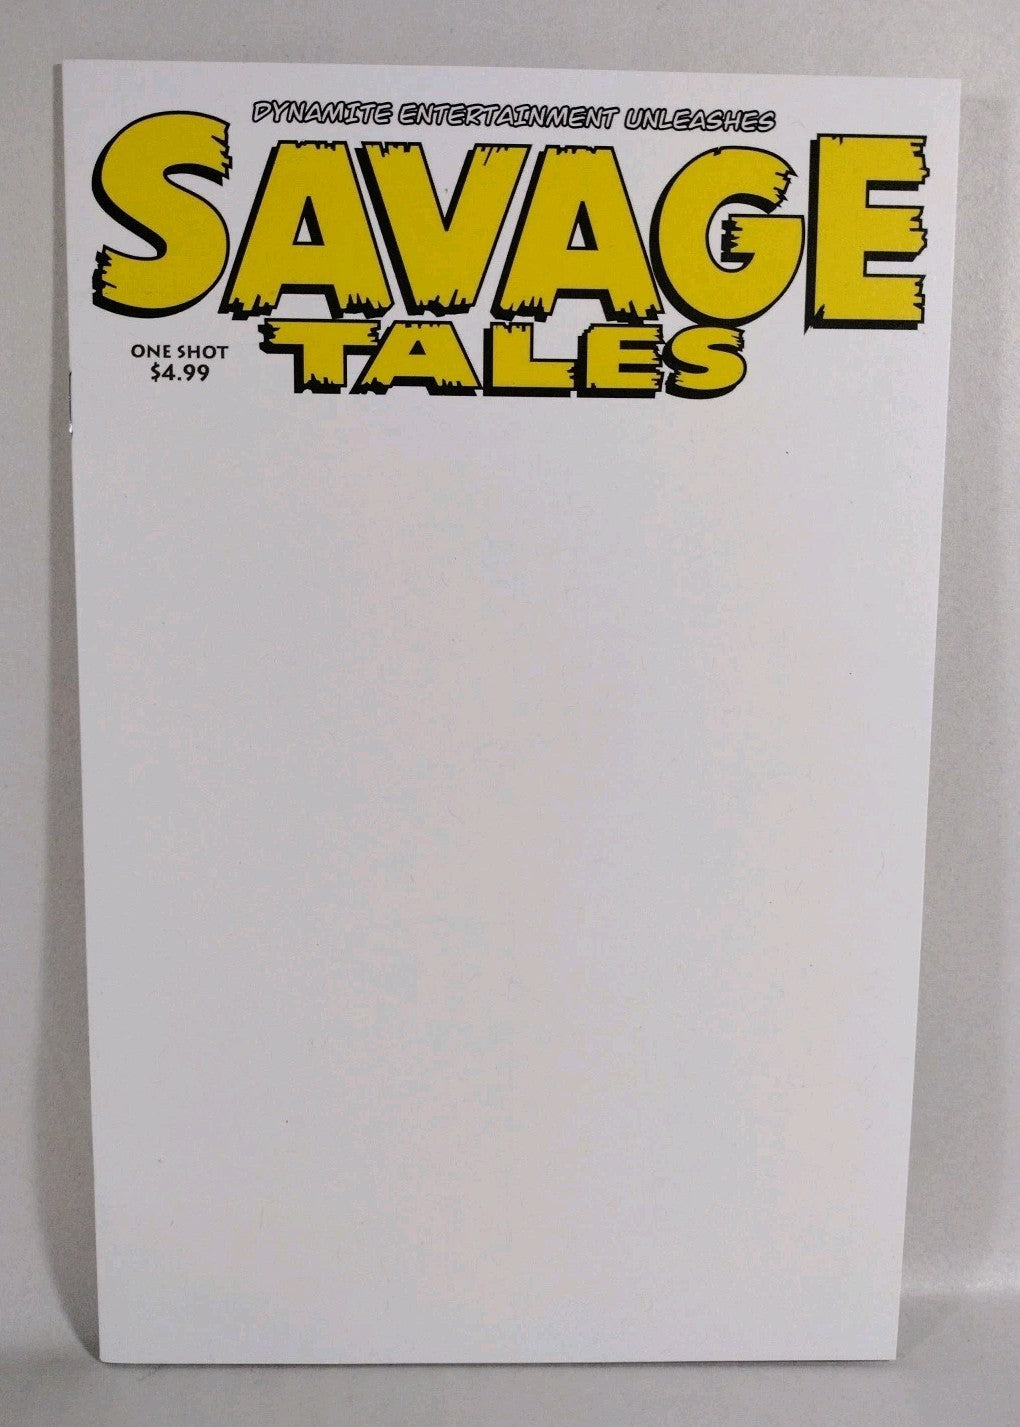 DYNAMITE ENTERTAINMENT UNLEASHES
SAVAGE
TALES
ONE SHOT
$4.99